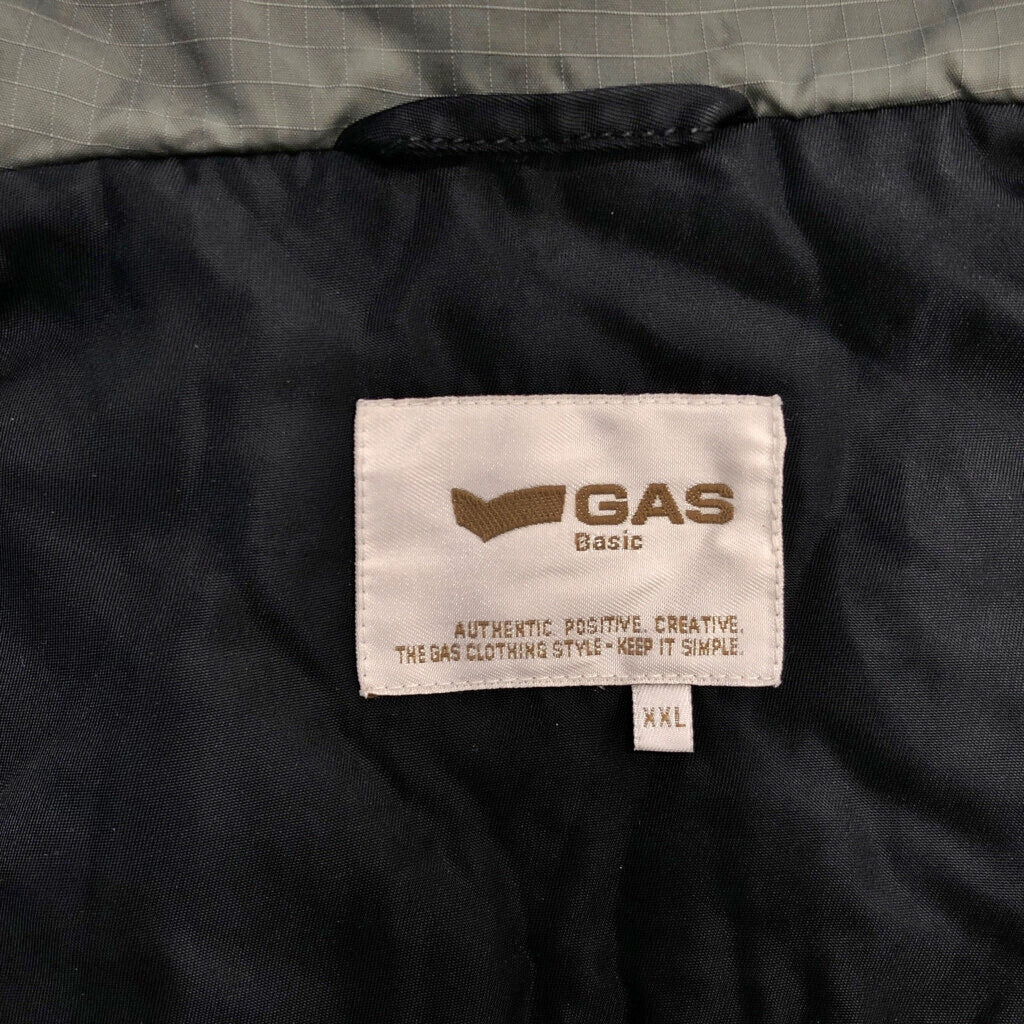 GAS
Basic
AUTHENTIC. POSITIVE. CREATIVE.
THE GAS CLOTHING STYLE - KEEP IT SIMPLE.
XXL